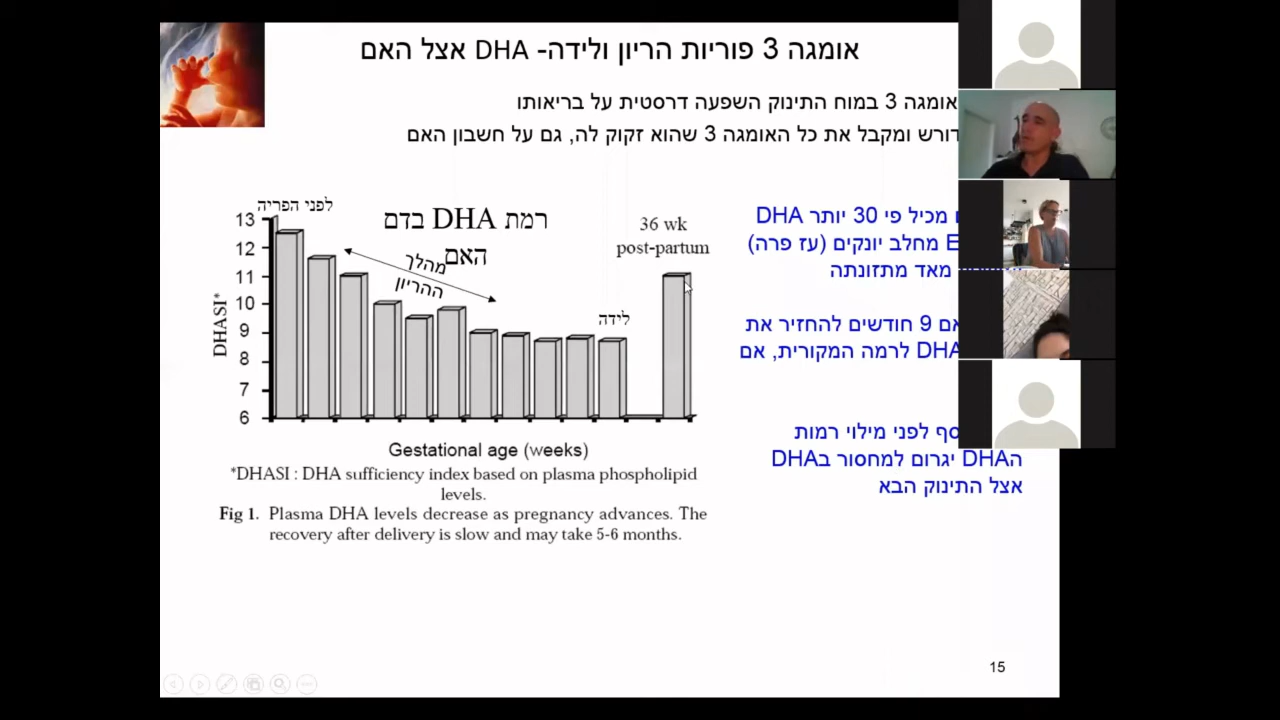 אומגה 3 פוריות הריון ולידה- DHA אצל האם
אומגה 3 במוח התינוק השפעה דרסטית על בריאותו
דורש ומקבל את כל האומגה 3 שהוא זקוק לה, גם על חשבון האם
לפני הפריה
רמת DHA בדם
האם
מהלך
ההריון
לידה
36 wk
post-partum
13
12
11
10
9
8
7
6
DHASI*
Gestational age (weeks)
*DHASI : DHA sufficiency index based on plasma phospholipid
levels.
Fig 1. Plasma DHA levels decrease as pregnancy advances. The
recovery after delivery is slow and may take 5-6 months.
מכיל פי 30 יותר DHA
מחלב יונקים (עז פרה)
מאד מתזונתה
9 חודשים להחזיר את
DHA לרמה המקורית, אם
לפני מילוי רמות
הDHA יגרום למחסור בDHA
אצל התינוק הבא
15